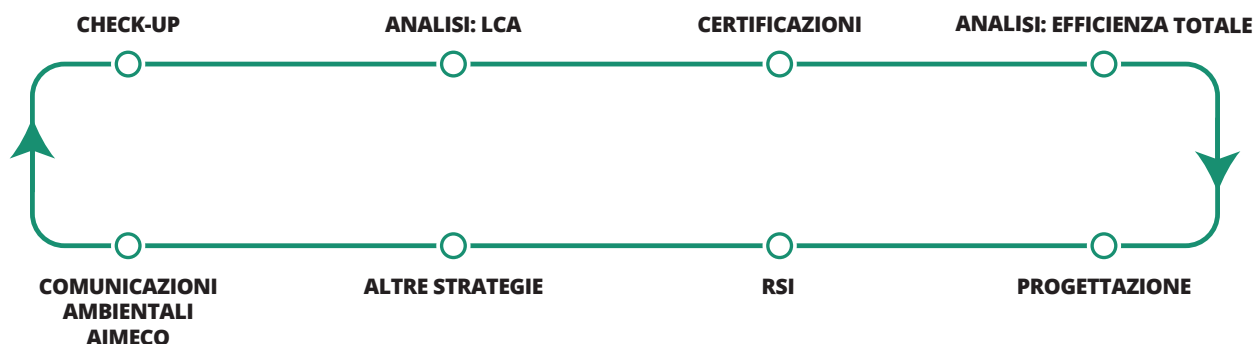 CHECK-UP
ANALISI: LCA
CERTIFICAZIONI
ANALISI: EFFICIENZA TOTALE
COMUNICAZIONI
AMBIENTALI
AIMECO
ALTRE STRATEGIE
RSI
PROGETTAZIONE